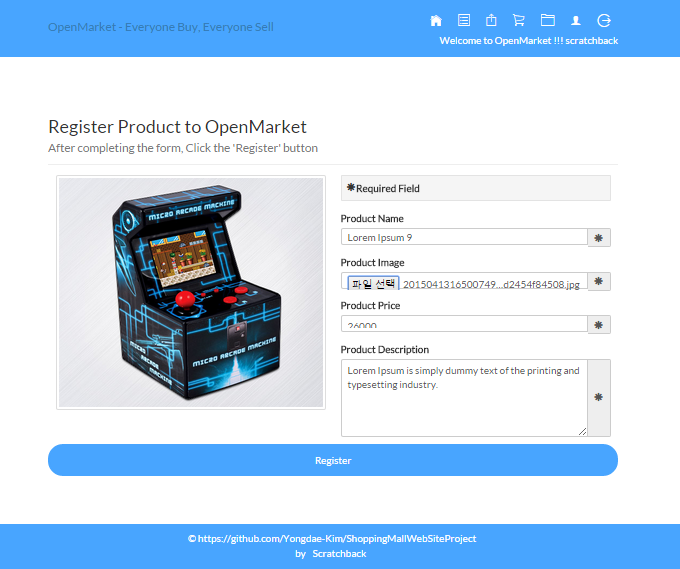 OpenMarket - Everyone Buy, Everyone Sell
Welcome to OpenMarket !!! scratchback
Register Product to OpenMarket
After completing the form, Click the 'Register' button
MICRO ARCADE MACHINE
MICRO ARCADE MACHINE
MICRO ARCADE MACHINE
✱Required Field
Product Name
Lorem Ipsum 9
✱
Product Image
파일 선택 2015041316500749...d2454f84508.jpg
✱
Product Price
26000
✱
Product Description
Lorem Ipsum is simply dummy text of the printing and
typesetting industry.
✱
Register
© https://github.com/Yongdae-Kim/ShoppingMallWebSiteProject
by Scratchback